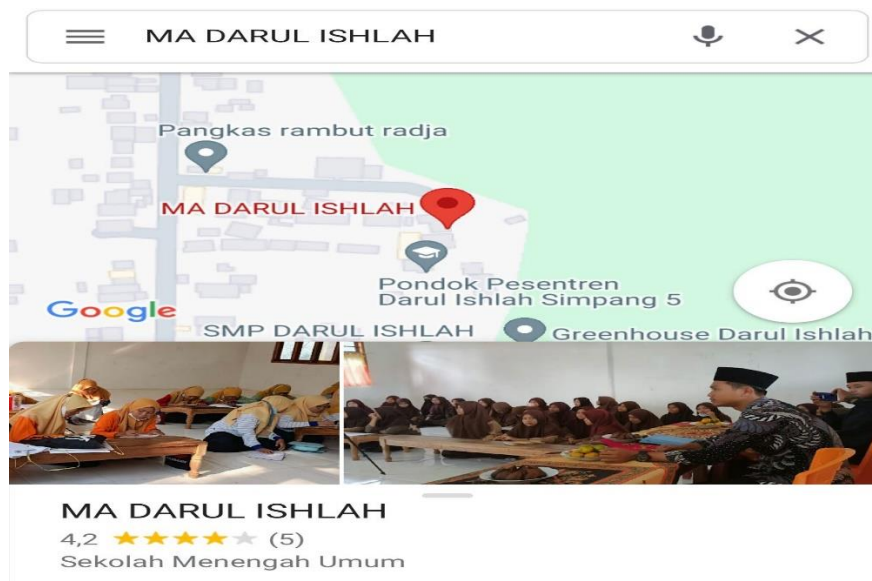 MA DARUL ISHLAH
Pangkas rambut radja
MA DARUL ISHLAH
Pondok Pesentren
Darul Ishlah Simpang 5
Google
SMP DARUL ISHLAH
Greenhouse Darul Ishlah
MA DARUL ISHLAH
4,2 (5)
Sekolah Menengah Umum